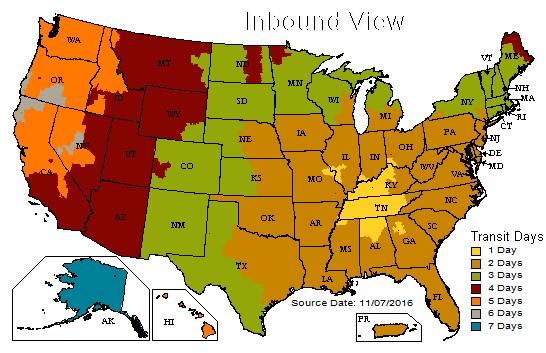 Inbound View
WA
MT
ND
MN
ME
VT
OR
ID
WY
SD
WI
MI
NY
NH
MA
RI
CT
NE
IA
PA
NJ
NV
UT
CO
IL
IN
OH
DE
MD
CA
KS
MO
KY
WV
VA
TN
NC
AZ
NM
OK
AR
SC
MS
AL
GA
TX
LA
FL
AK
HI
PR
Source Date: 11/07/2016
Transit Days
1 Day
2 Days
3 Days
4 Days
5 Days
6 Days
7 Days